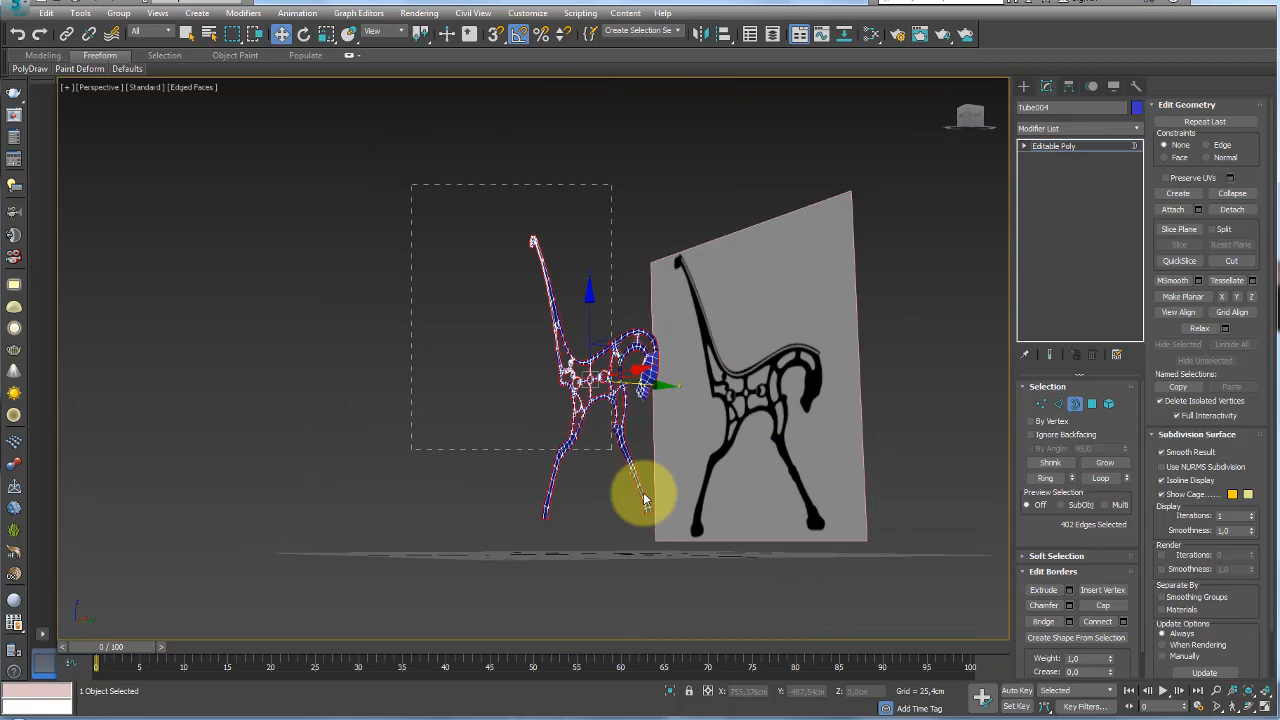 Edit Tools Group Views Create Modifiers Animation Graph Editors Rendering Civil View Customize Scripting Content Help
All View Create Selection Se
Modeling Freeform Selection Object Paint Populate
PolyDraw Paint Deform Defaults
[+] [Perspective] [Standard] [Edged Faces]
Tube004
Modifier List
Editable Poly
Selection
By Vertex
Ignore Backfacing
By Angle:
Shrink Grow
Ring Loop
Preview Selection
Off SubObj Multi
402 Edges Selected
Soft Selection
Edit Borders
Extrude Insert Vertex
Chamfer Cap
Bridge Connect
Create Shape From Selection
Weight: 1,0
Crease: 0,0
Edit Geometry
Repeat Last
Constraints
None Edge
Face Normal
Preserve UVs
Create Collapse
Attach Detach
Slice Plane Split
Slice Reset Plane
QuickSlice Cut
MSmooth Tessellate
Make Planar X Y Z
View Align Grid Align
Relax
Hide Selected Unhide All
Hide Unselected
Named Selections:
Copy Paste
Delete Isolated Vertices
Full Interactivity
Subdivision Surface
Smooth Result
Use NURMS Subdivision
Isoline Display
Show Cage......
Display
Iterations: 1
Smoothness: 1,0
Render
Iterations: 0
Smoothness: 1,0
Separate By
Smoothing Groups
Materials
Update Options
Always
When Rendering
Manually
Update
0 / 100
0 5 10 15 20 25 30 35 40 45 50 55 60 65 70 75 80 85 90 95 100
1 Object Selected
X: 755,376cm Y: -487,54cm Z: 0,0cm Grid = 25,4cm
Add Time Tag
Auto Key Selected
Set Key Key Filters...
0